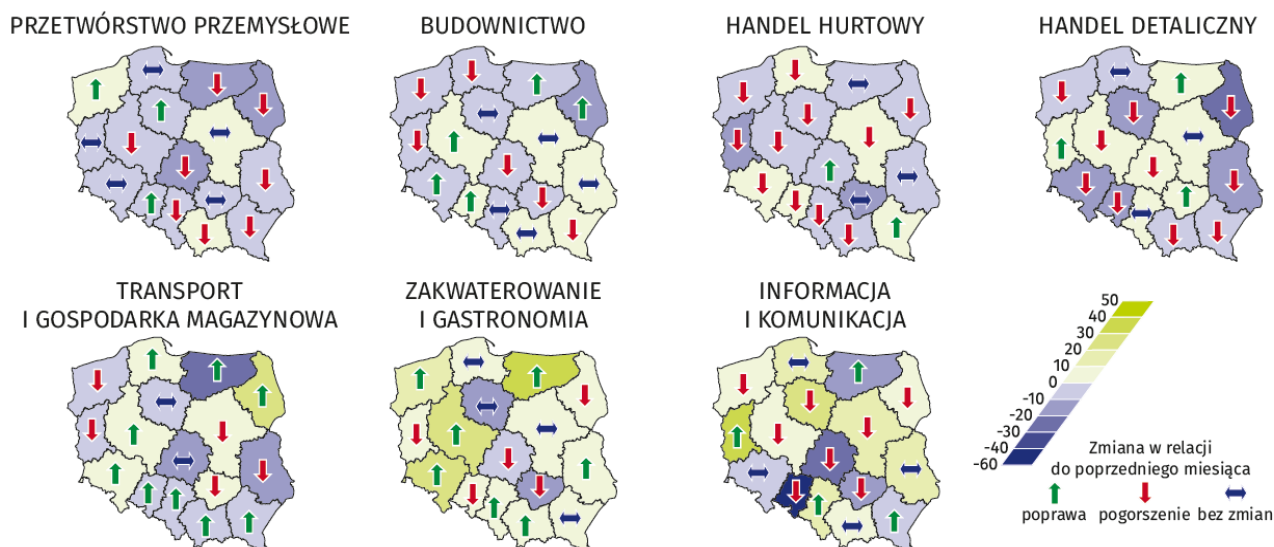 PRZETWÓRSTWO PRZEMYSŁOWE
BUDOWNICTWO
HANDEL HURTOWY
HANDEL DETALICZNY
TRANSPORT
I GOSPODARKA MAGAZYNOWA
ZAKWATEROWANIE
I GASTRONOMIA
INFORMACJA
I KOMUNIKACJA
50
40
30
20
10
0
-10
-20
-30
-40
-60
Zmiana w relacji
do poprzedniego miesiąca
poprawa pogorszenie bez zmian